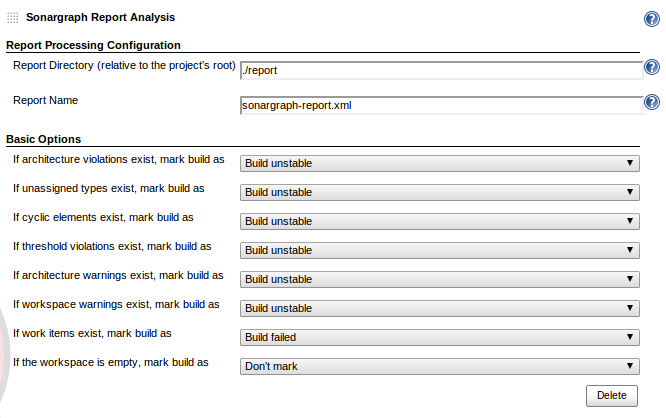 Sonargraph Report Analysis
?
Report Processing Configuration
Report Directory (relative to the project's root) ./report ?
Report Name sonargraph-report.xml ?
Basic Options
If architecture violations exist, mark build as Build unstable
If unassigned types exist, mark build as Build unstable
If cyclic elements exist, mark build as Build unstable
If threshold violations exist, mark build as Build unstable
If architecture warnings exist, mark build as Build unstable
If workspace warnings exist, mark build as Build unstable
If work items exist, mark build as Build failed
If the workspace is empty, mark build as Don't mark
Delete